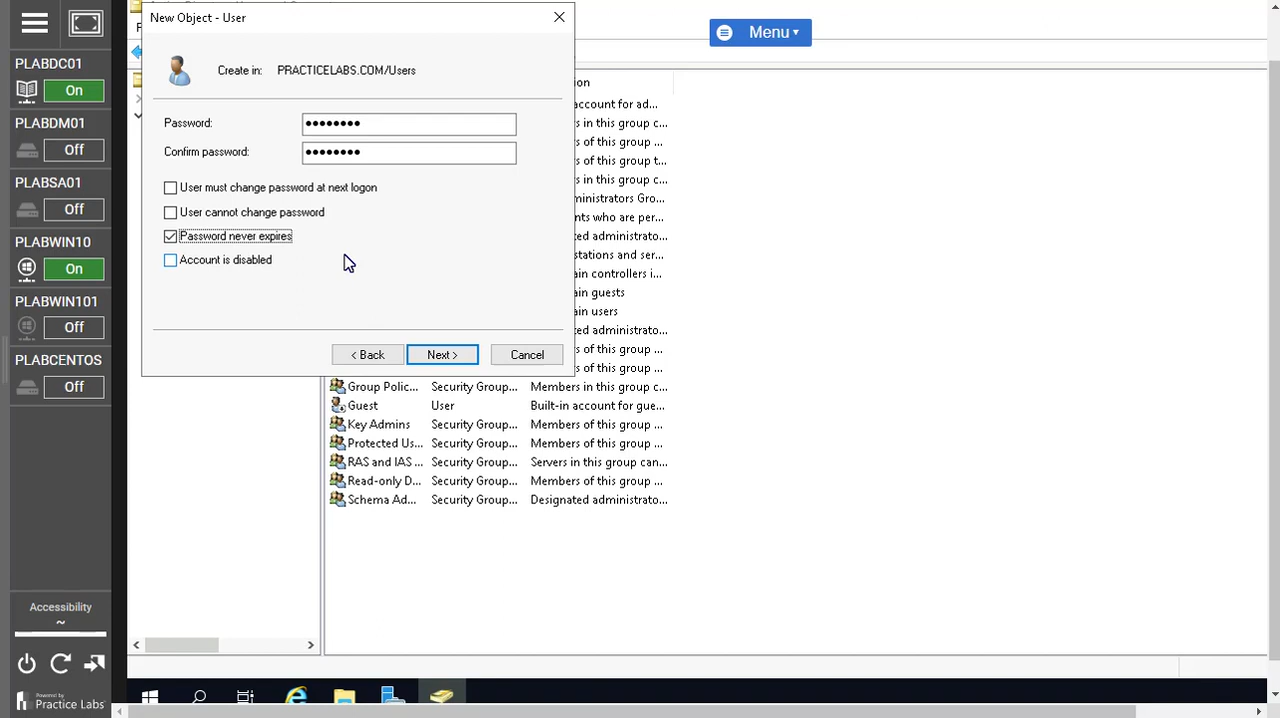 New Object - User
Menu
PLABDC01
On
PLABDM01
Off
PLABSA01
Off
PLABWIN10
On
PLABWIN101
Off
PLABCENTOS
Off
Accessibility
~
Powered by
Practice Labs
Create in: PRACTICELABS.COM/Users
Password: ••••••••
Confirm password: ••••••••
User must change password at next logon
User cannot change password
Password never expires
Account is disabled
< Back
Next >
Cancel
ion
account for ad...
s in this group c...
s of this group ...
s of this group t...
s in this group c...
istrators Gro...
nts who are per...
ed administrato...
stations and ser...
ain controllers i...
ain guests
ain users
ted administrato...
s of this group ...
s of this group ...
Group Polic... Security Group... Members in this group c...
Guest User Built-in account for gue...
Key Admins Security Group... Members of this group ...
Protected Us... Security Group... Members of this group ...
RAS and IAS ... Security Group... Servers in this group can...
Read-only D... Security Group... Members of this group ...
Schema Ad... Security Group... Designated administrato...